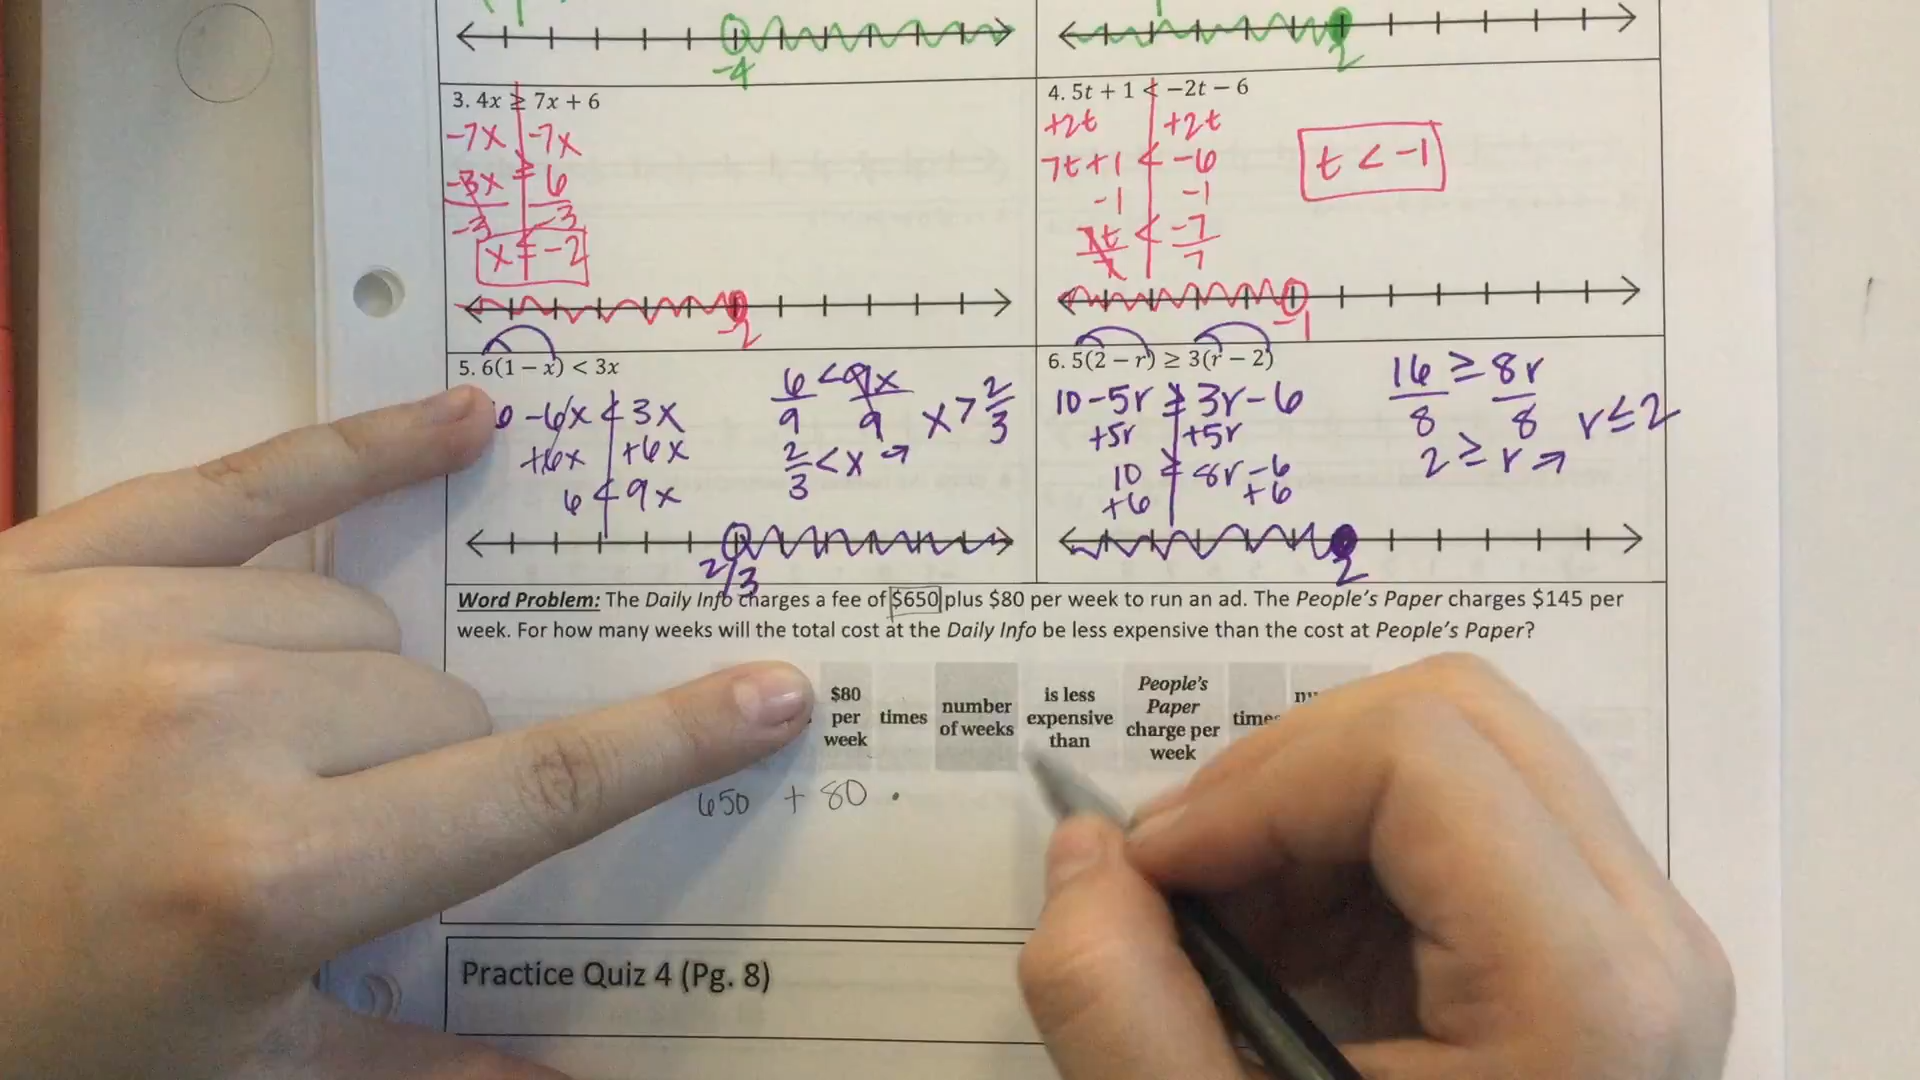 -4
2
3. 4x ≥ 7x + 6
-7x -7x
-3x ≥ 6
-3 -3
x ≤ -2
-2
4. 5t + 1 < -2t - 6
+2t +2t
7t+1 < -6
-1 -1
7t < -7
7 7
t < -1
-1
5. 6(1 - x) < 3x
-6x < 3x
+6x +6x
6 < 9x
6 < 9x
9 9
2/3 < x →
x > 2/3
2/3
6. 5(2 - r) ≥ 3(r - 2)
10-5r ≥ 3r-6
+5r +5r
10 ≥ 8r-6
+6 +6
16 ≥ 8r
8 8
2 ≥ r →
r ≤ 2
2
Word Problem: The Daily Info charges a fee of $650 plus $80 per week to run an ad. The People's Paper charges $145 per
week. For how many weeks will the total cost at the Daily Info be less expensive than the cost at People's Paper?
$80
per
week
times
number
of weeks
is less
expensive
than
People's
Paper
charge per
week
times
650 + 80 ·
Practice Quiz 4 (Pg. 8)